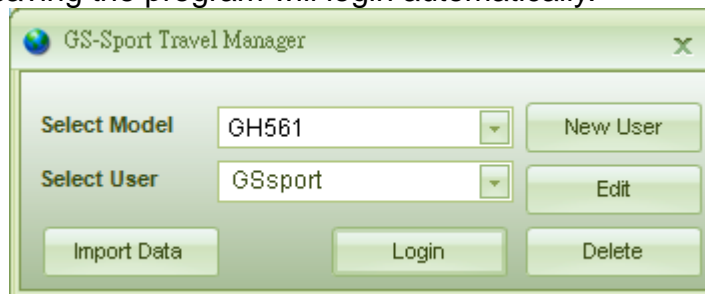 the program will login automatically.
GS-Sport Travel Manager
Select Model GH561 New User
Select User GSsport Edit
Import Data Login Delete